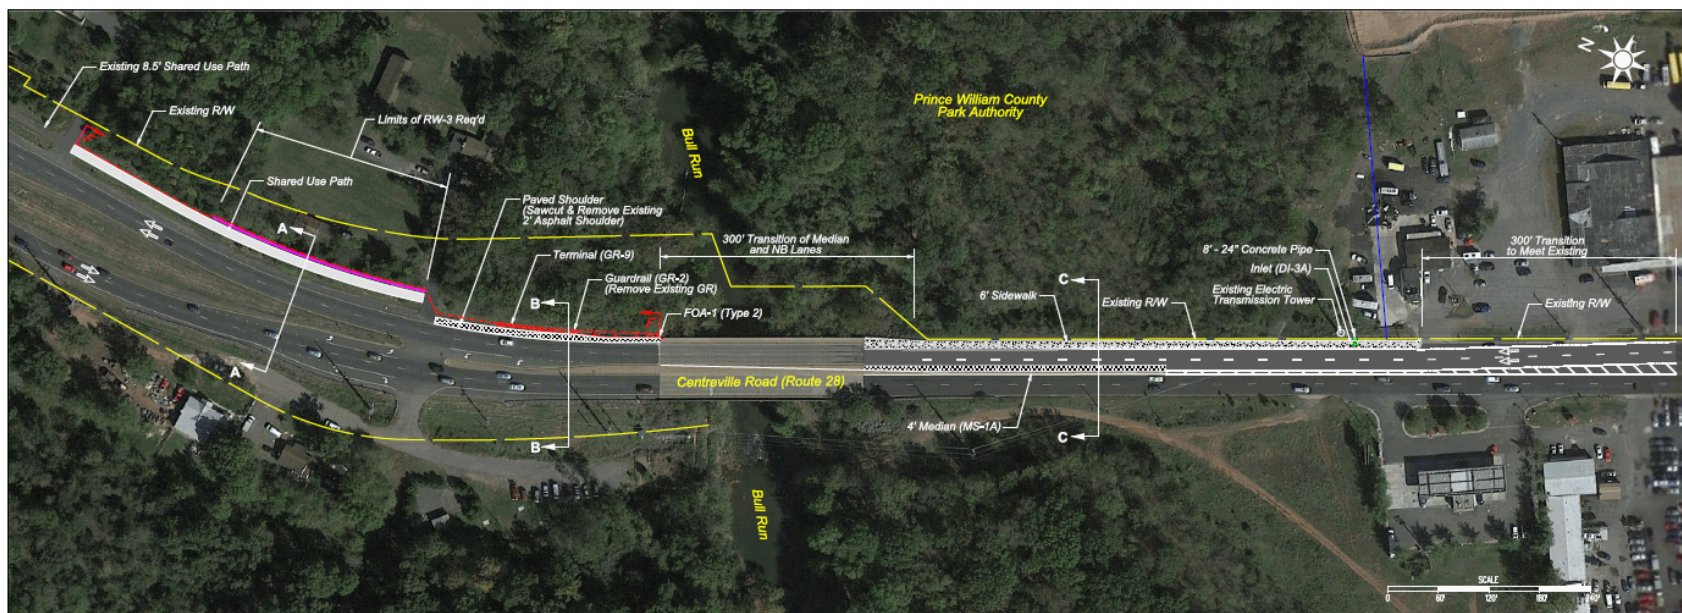 Existing 8.5' Shared Use Path
Existing R/W
Limits of RW-3 Req'd
Shared Use Path
A
A
Paved Shoulder
(Sawcut & Remove Existing
2' Asphalt Shoulder)
Terminal (GR-9)
Guardrail (GR-2)
(Remove Existing GR)
FOA-1 (Type 2)
B
B
F
F
Bull Run
Prince William County
Park Authority
300' Transition of Median
and NB Lanes
Centreville Road (Route 28)
6' Sidewalk
C
C
Existing R/W
4' Median (MS-1A)
8' - 24" Concrete Pipe
Inlet (DI-3A)
Existing Electric
Transmission Tower
300' Transition
to Meet Existing
Existing R/W
N
Bull Run
SCALE
0 60' 120' 180' 240'